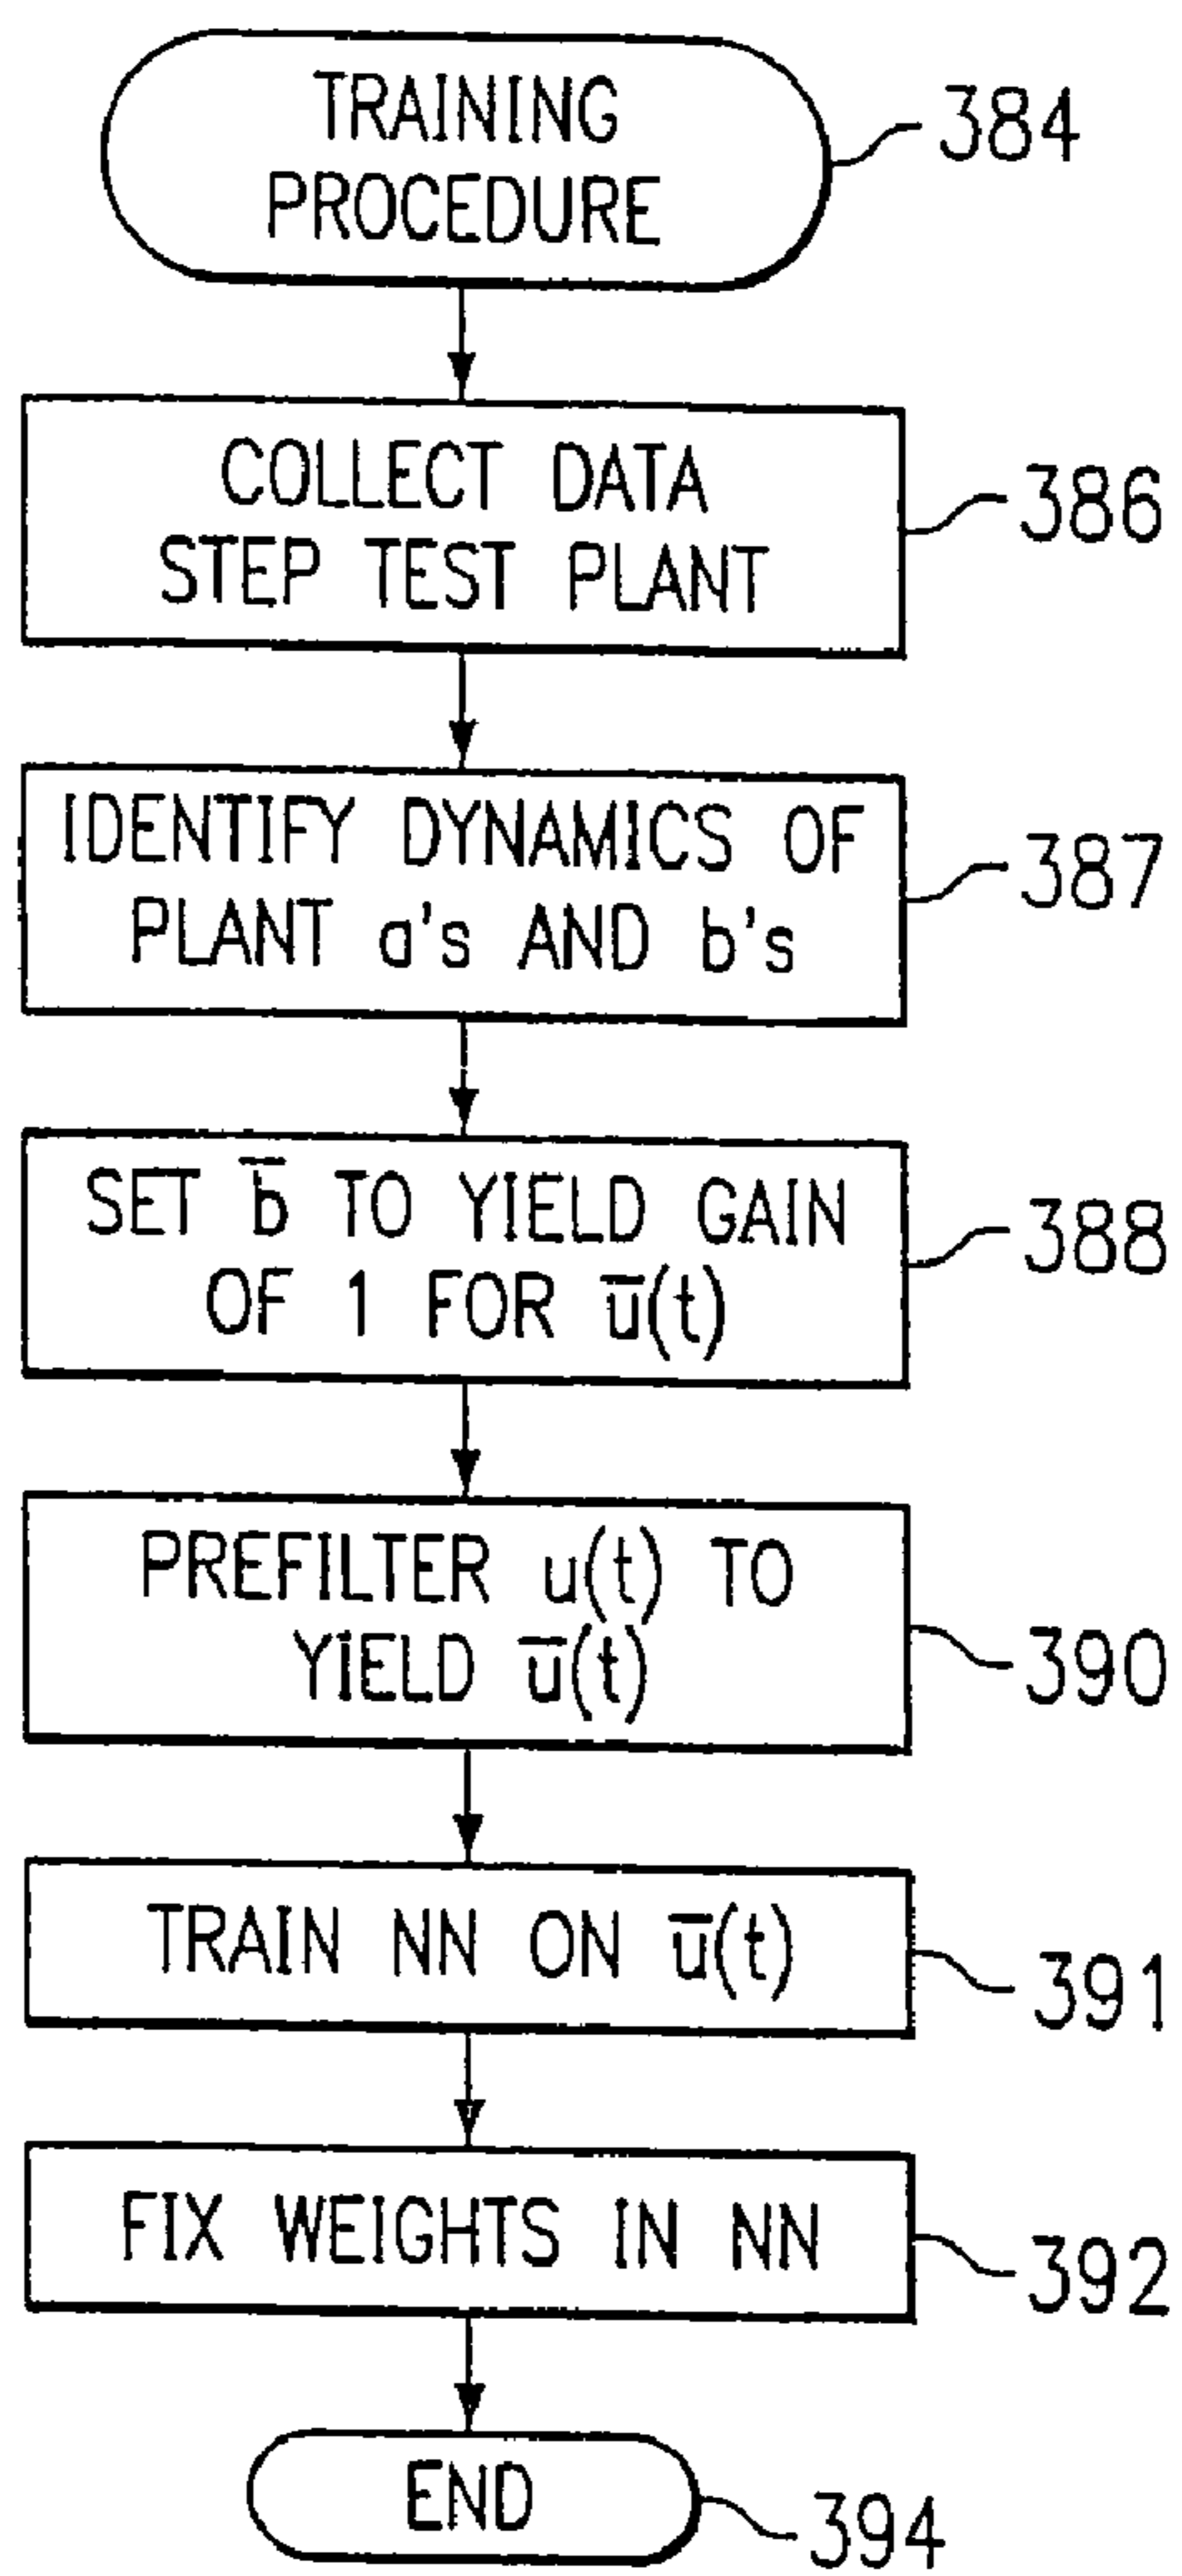 TRAINING
PROCEDURE
384
COLLECT DATA
STEP TEST PLANT
386
IDENTIFY DYNAMICS OF
PLANT a's AND b's
387
SET b̅ TO YIELD GAIN
OF 1 FOR u̅(t)
388
PREFILTER u(t) TO
YIELD u̅(t)
390
TRAIN NN ON u̅(t)
391
FIX WEIGHTS IN NN
392
END
394